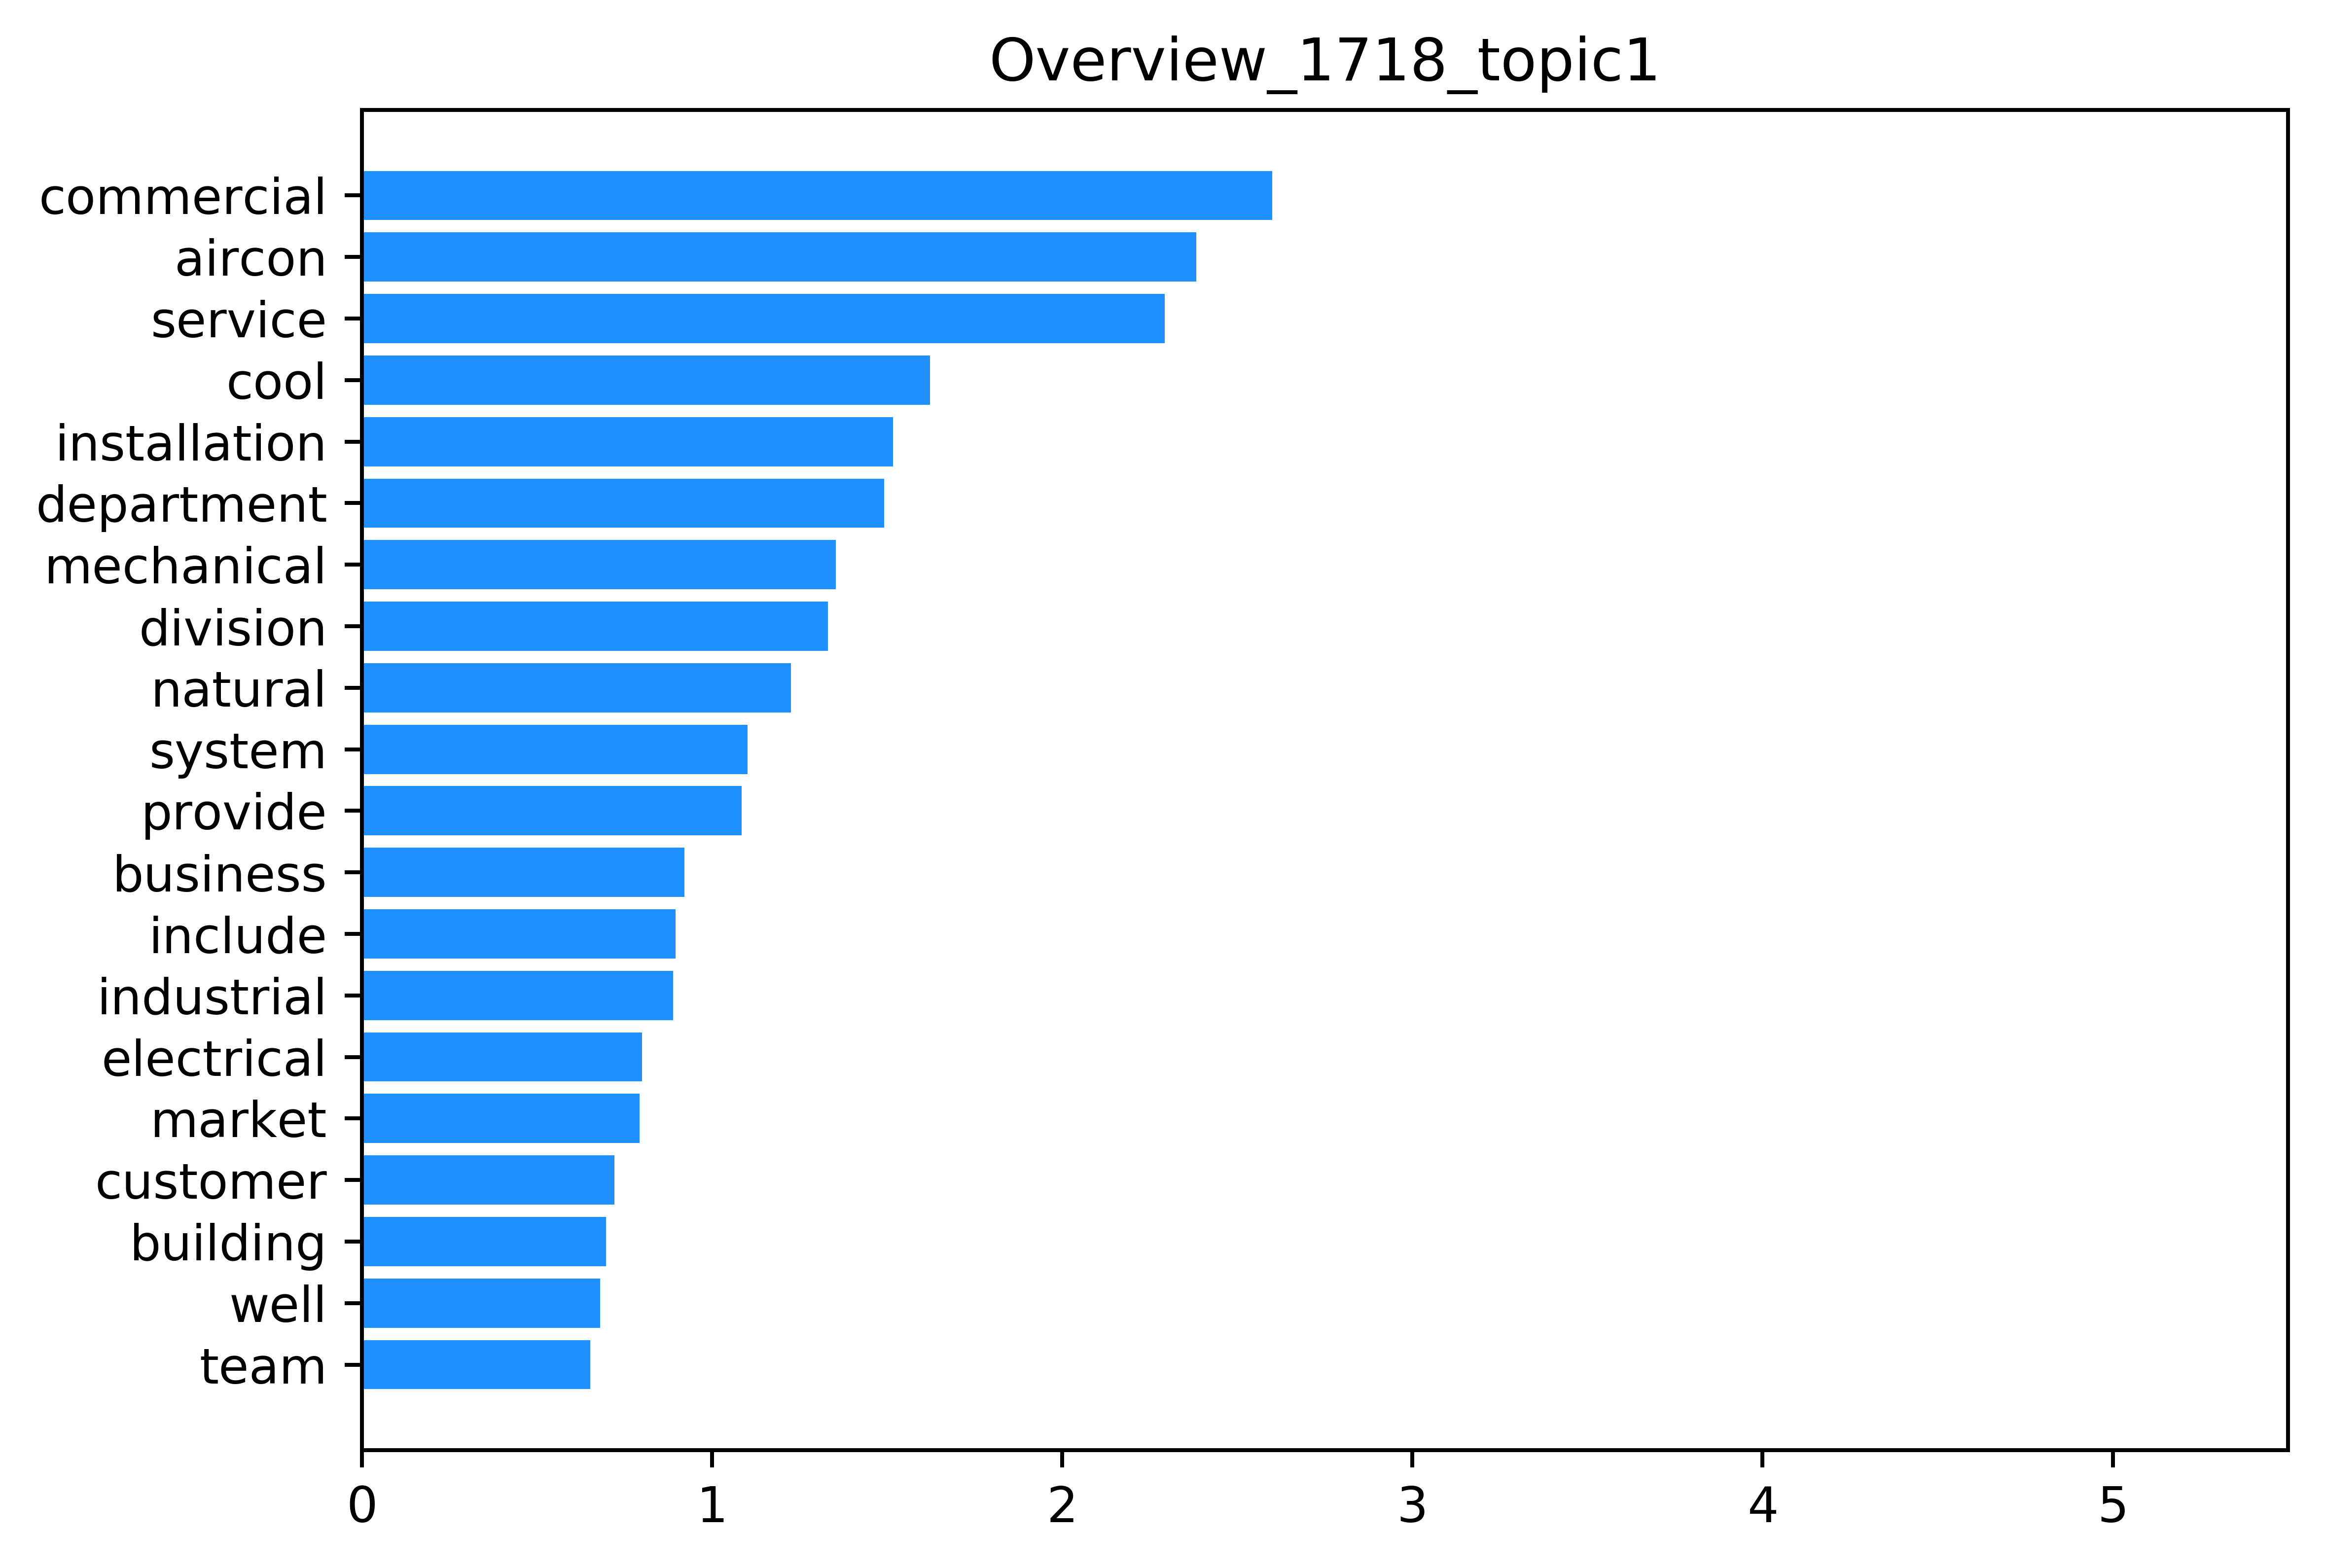 Overview_1718_topic1
commercial
aircon
service
cool
installation
department
mechanical
division
natural
system
provide
business
include
industrial
electrical
market
customer
building
well
team
0 1 2 3 4 5